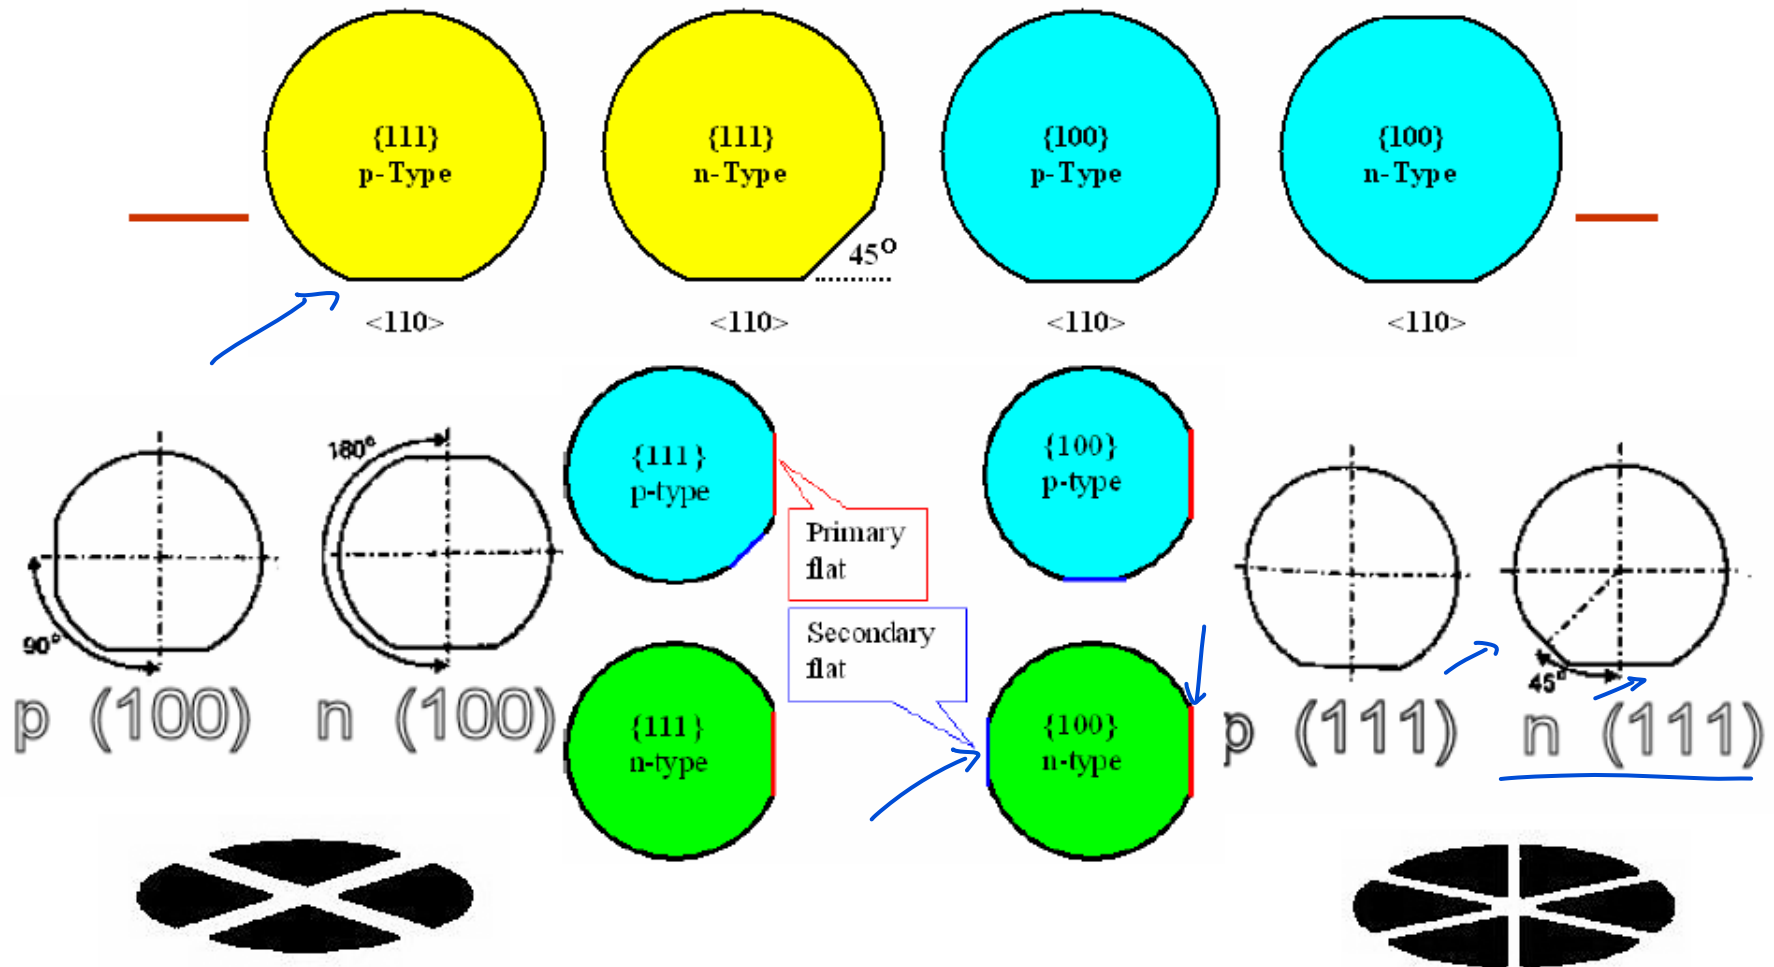 {111}
p-Type
{111}
n-Type
{100}
p-Type
{100}
n-Type
45°
<110>
<110>
<110>
<110>
90°
p (100)
180°
n (100)
{111}
p-type
Primary
flat
{100}
p-type
Secondary
flat
{111}
n-type
{100}
n-type
p (111)
45°
n (111)